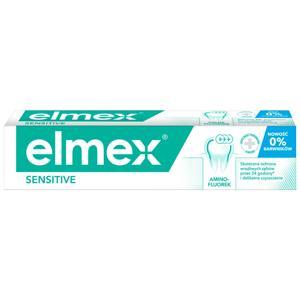 elmex
SENSITIVE
AMINO-
FLUOREK
NOWOŚĆ
0%
BARWNIKÓW
Skuteczna ochrona
wrażliwych zębów
przez 24 godziny*
i delikatne czyszczenie